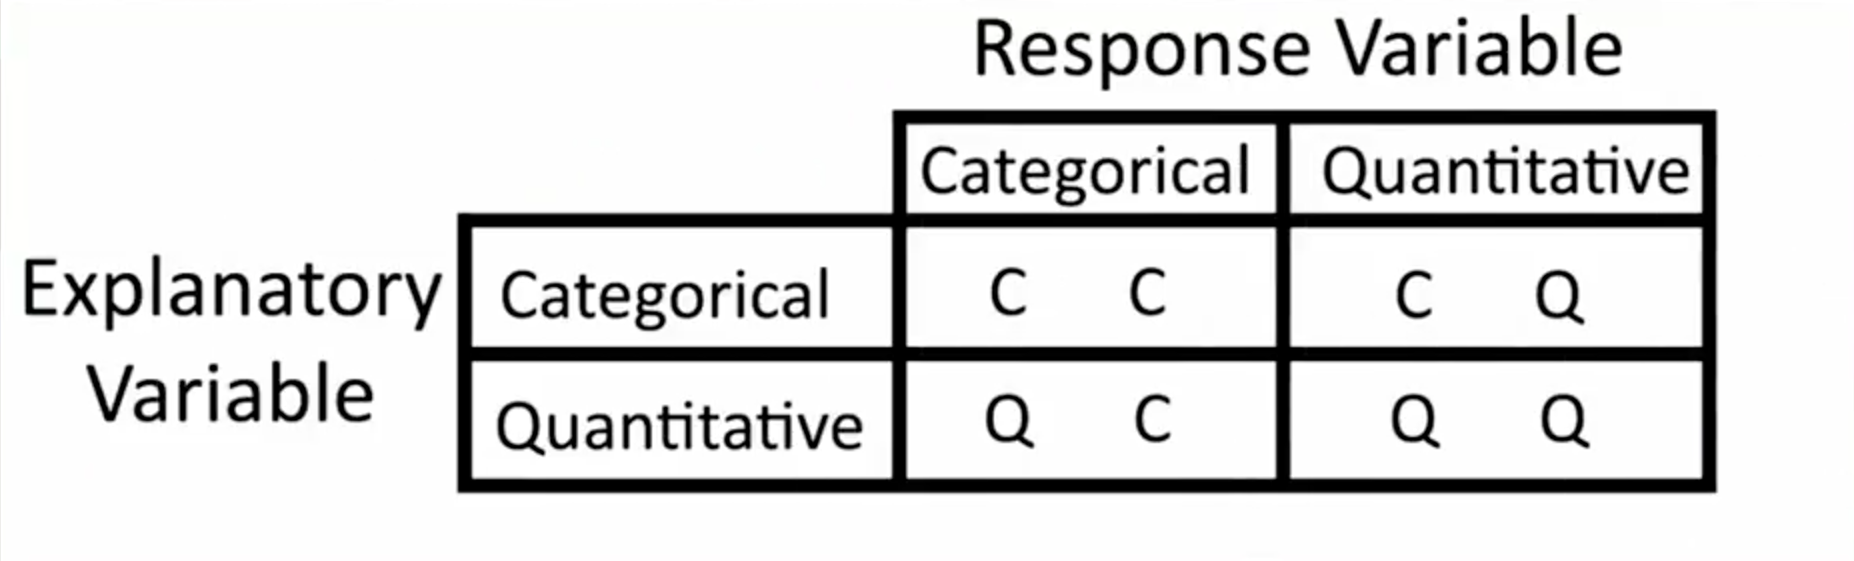 Response Variable
Categorical Quantitative
Explanatory
Variable
Categorical C C C Q
Quantitative Q C Q Q